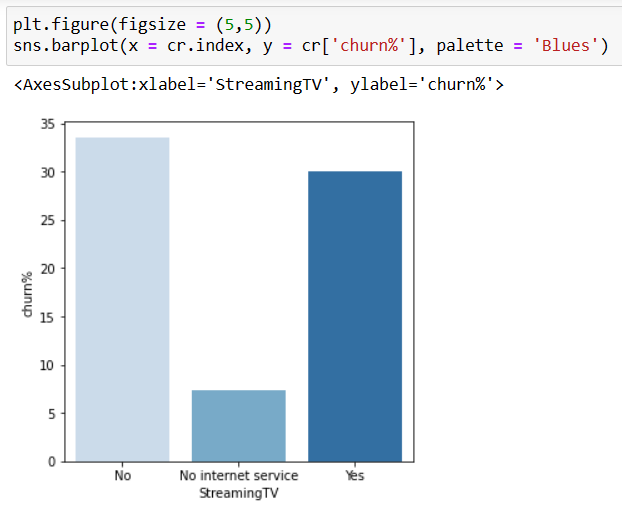 plt.figure(figsize = (5,5))
sns.barplot(x = cr.index, y = cr['churn%'], palette = 'Blues')
<AxesSubplot:xlabel='StreamingTV', ylabel='churn%'>
35
30
25
20
15
10
5
0
churn%
No
No internet service
Yes
StreamingTV